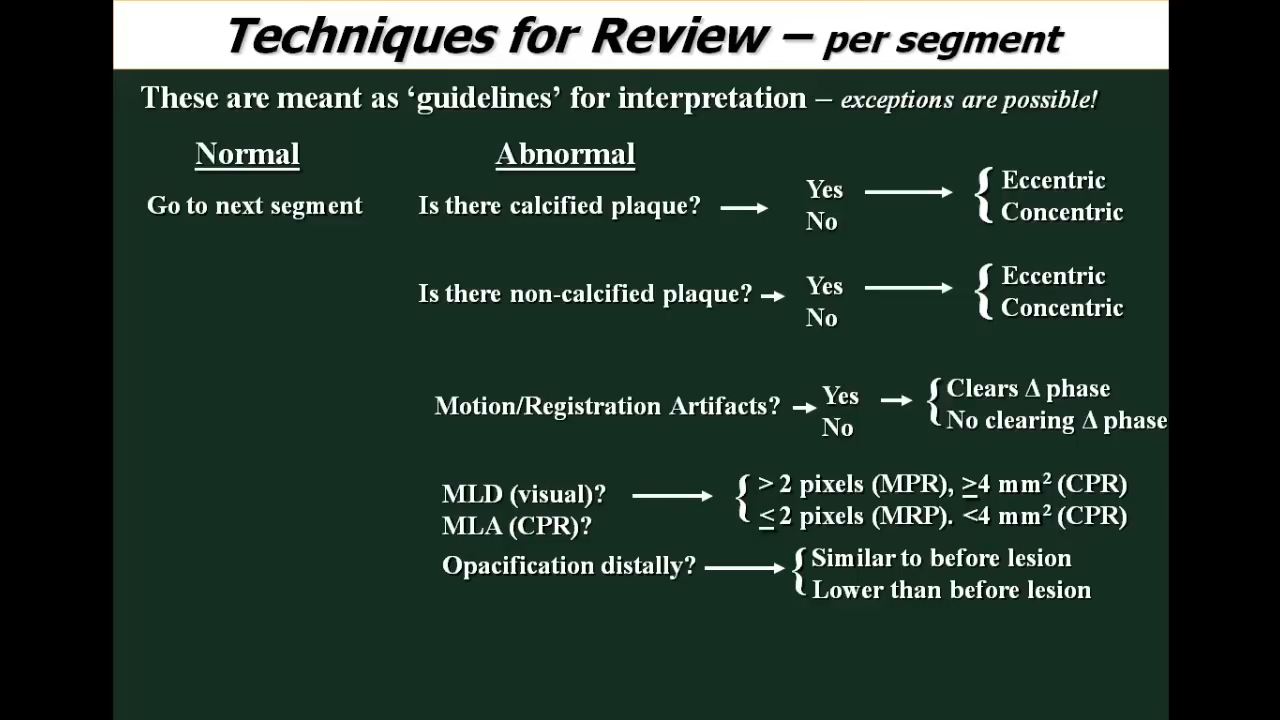 Techniques for Review – per segment
These are meant as ‘guidelines’ for interpretation – exceptions are possible!
Normal
Go to next segment
Abnormal
Is there calcified plaque?
Yes
No
Eccentric
Concentric
Is there non-calcified plaque?
Yes
No
Eccentric
Concentric
Motion/Registration Artifacts?
Yes
No
Clears Δ phase
No clearing Δ phase
MLD (visual)?
MLA (CPR)?
> 2 pixels (MPR), ≥4 mm² (CPR)
≤ 2 pixels (MRP). <4 mm² (CPR)
Opacification distally?
Similar to before lesion
Lower than before lesion